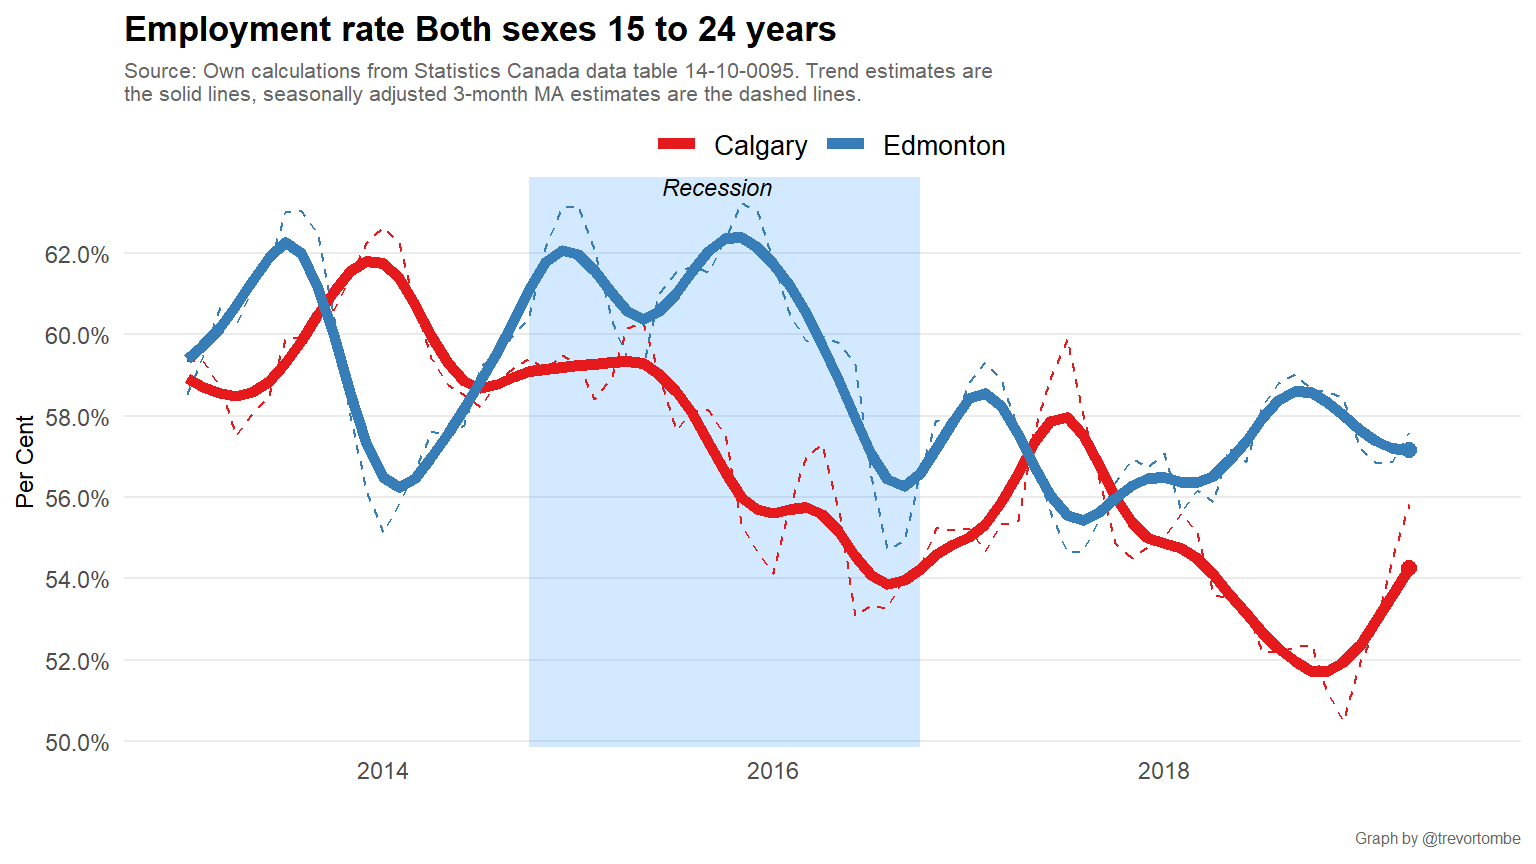 Employment rate Both sexes 15 to 24 years
Source: Own calculations from Statistics Canada data table 14-10-0095. Trend estimates are
the solid lines, seasonally adjusted 3-month MA estimates are the dashed lines.
Calgary Edmonton
Recession
62.0%
60.0%
58.0%
56.0%
54.0%
52.0%
50.0%
Per Cent
2014 2016 2018
Graph by @trevortombe